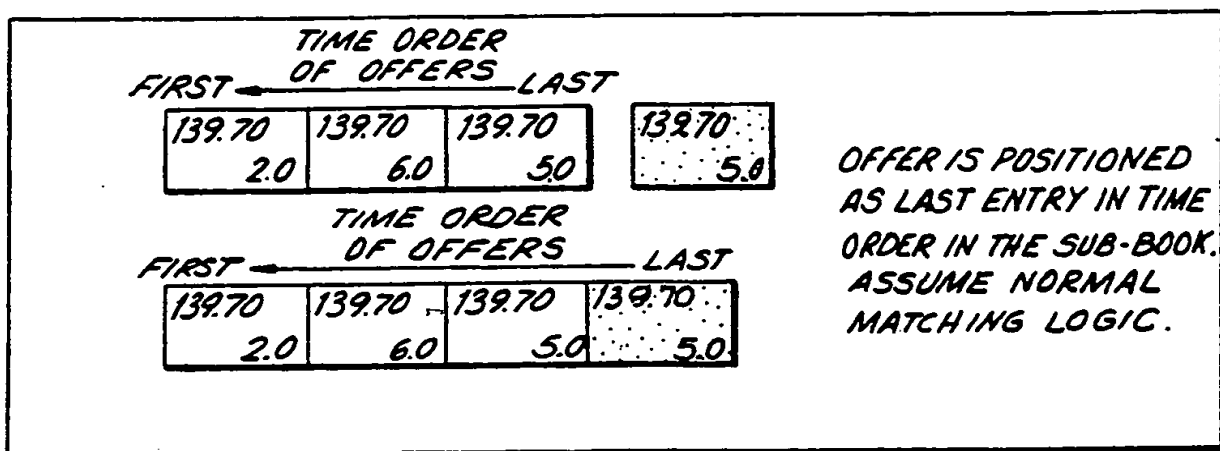 TIME ORDER
OF OFFERS
FIRST LAST
139.70 139.70 139.70 139.70
2.0 6.0 5.0 5.0
TIME ORDER
OF OFFERS
FIRST LAST
139.70 139.70 139.70 139.70
2.0 6.0 5.0 5.0
OFFER IS POSITIONED
AS LAST ENTRY IN TIME
ORDER IN THE SUB-BOOK.
ASSUME NORMAL
MATCHING LOGIC.